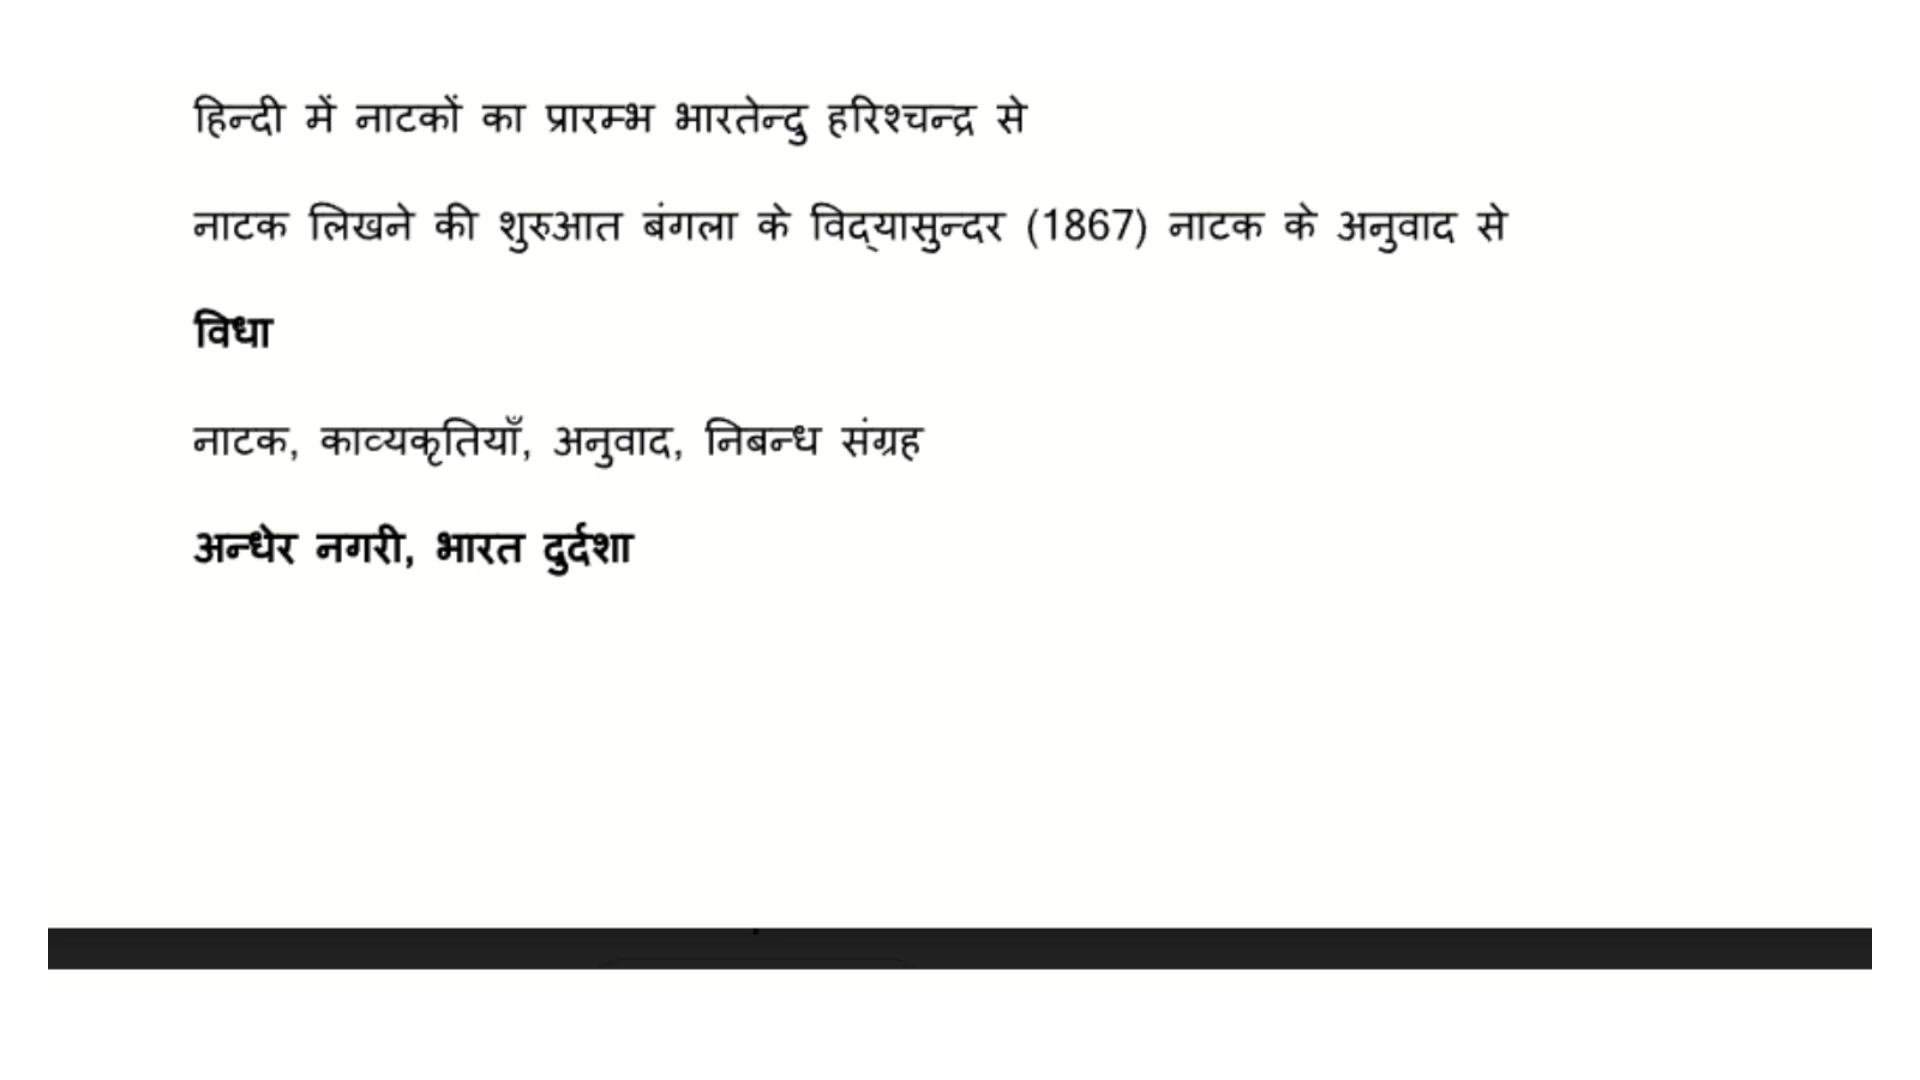 हिन्दी में नाटकों का प्रारम्भ भारतेन्दु हरिश्चन्द्र से
नाटक लिखने की शुरुआत बंगला के विद्यासुन्दर (1867) नाटक के अनुवाद से
विधा
नाटक, काव्यकृतियाँ, अनुवाद, निबन्ध संग्रह
अन्धेर नगरी, भारत दुर्दशा